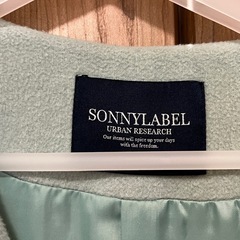 SONNYLABEL
URBAN RESEARCH
Our items will spice up your days
with the freedom.